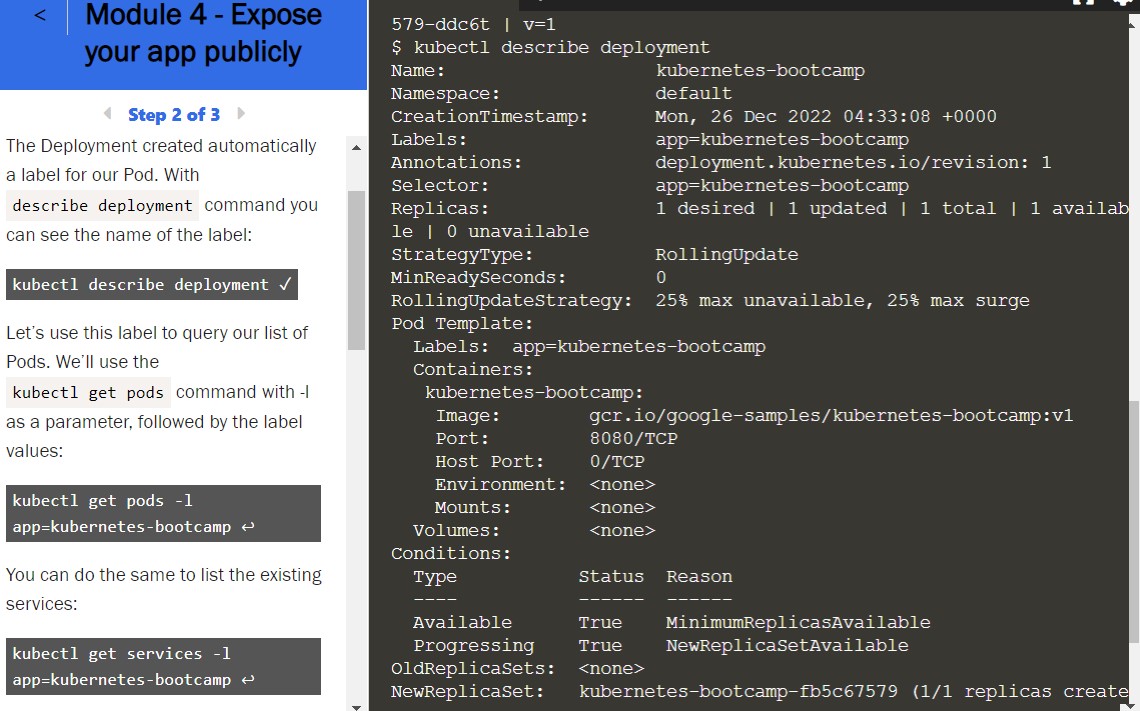 <
Module 4 - Expose
your app publicly
Step 2 of 3
The Deployment created automatically
a label for our Pod. With
describe deployment command you
can see the name of the label:
kubectl describe deployment ✓
Let's use this label to query our list of
Pods. We'll use the
kubectl get pods command with -l
as a parameter, followed by the label
values:
kubectl get pods -l
app=kubernetes-bootcamp ↩
You can do the same to list the existing
services:
kubectl get services -l
app=kubernetes-bootcamp ↩
579-ddc6t | v=1
$ kubectl describe deployment
Name: kubernetes-bootcamp
Namespace: default
CreationTimestamp: Mon, 26 Dec 2022 04:33:08 +0000
Labels: app=kubernetes-bootcamp
Annotations: deployment.kubernetes.io/revision: 1
Selector: app=kubernetes-bootcamp
Replicas: 1 desired | 1 updated | 1 total | 1 availab
le | 0 unavailable
StrategyType: RollingUpdate
MinReadySeconds: 0
RollingUpdateStrategy: 25% max unavailable, 25% max surge
Pod Template:
Labels: app=kubernetes-bootcamp
Containers:
kubernetes-bootcamp:
Image: gcr.io/google-samples/kubernetes-bootcamp:v1
Port: 8080/TCP
Host Port: 0/TCP
Environment: <none>
Mounts: <none>
Volumes: <none>
Conditions:
Type Status Reason
---- ------ ------
Available True MinimumReplicasAvailable
Progressing True NewReplicaSetAvailable
OldReplicaSets: <none>
NewReplicaSet: kubernetes-bootcamp-fb5c67579 (1/1 replicas create